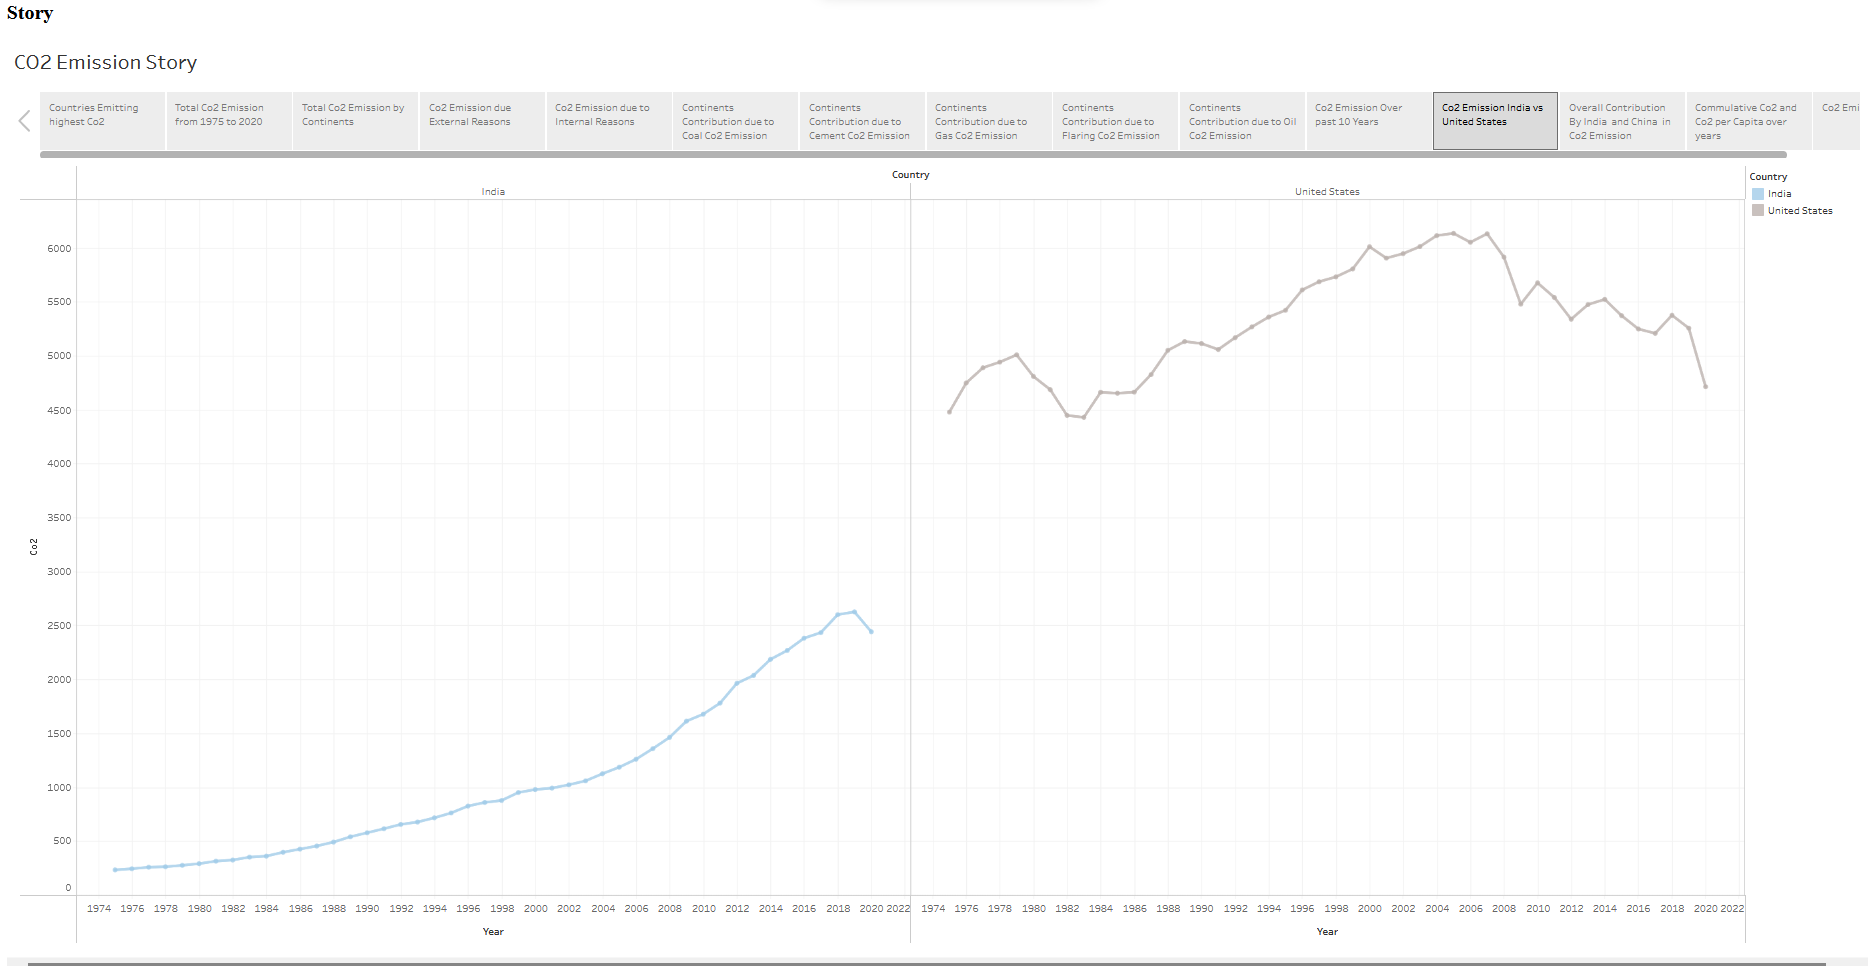 Story
CO2 Emission Story
Countries Emitting
highest Co2
Total Co2 Emission
from 1975 to 2020
Total Co2 Emission by
Continents
Co2 Emission due
External Reasons
Co2 Emission due to
Internal Reasons
Continents
Contribution due to
Coal Co2 Emission
Continents
Contribution due to
Cement Co2 Emission
Continents
Contribution due to
Gas Co2 Emission
Continents
Contribution due to
Flaring Co2 Emission
Continents
Contribution due to Oil
Co2 Emission
Co2 Emission Over
past 10 Years
Co2 Emission India vs
United States
Overall Contribution
By India and China in
Co2 Emission
Commulative Co2 and
Co2 per Capita over
years
Co2 Emi
Country
India
United States
Country
India
United States
6000
5500
5000
4500
4000
3500
3000
2500
2000
1500
1000
500
0
Co2
1974 1976 1978 1980 1982 1984 1986 1988 1990 1992 1994 1996 1998 2000 2002 2004 2006 2008 2010 2012 2014 2016 2018 2020 2022
1974 1976 1978 1980 1982 1984 1986 1988 1990 1992 1994 1996 1998 2000 2002 2004 2006 2008 2010 2012 2014 2016 2018 2020 2022
Year
Year